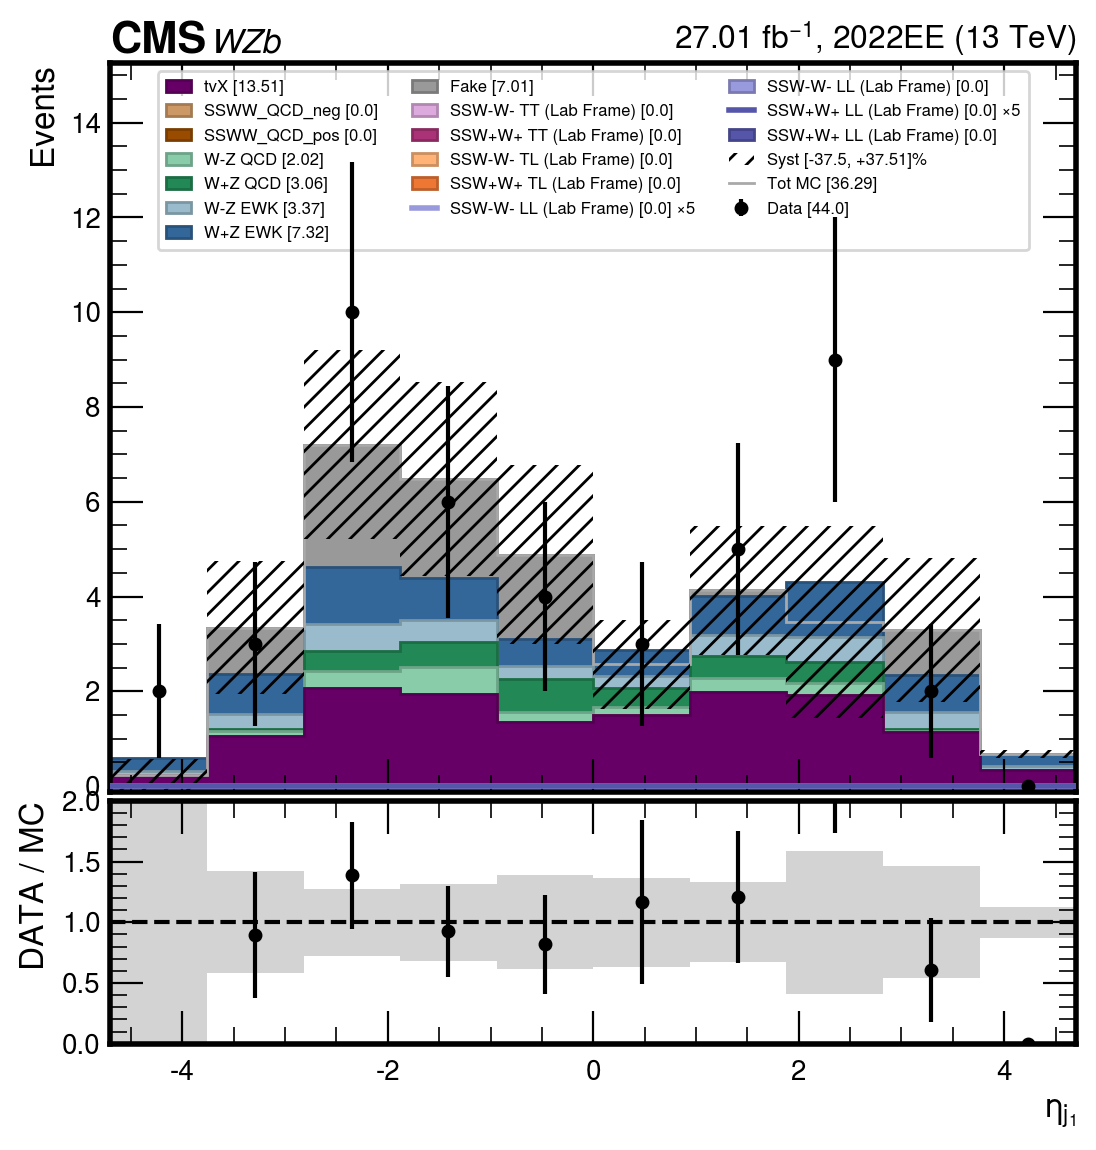 CMS WZb
27.01 fb⁻¹, 2022EE (13 TeV)
Events
tvX [13.51]
SSWW_QCD_neg [0.0]
SSWW_QCD_pos [0.0]
W-Z QCD [2.02]
W+Z QCD [3.06]
W-Z EWK [3.37]
W+Z EWK [7.32]
Fake [7.01]
SSW-W- TT (Lab Frame) [0.0]
SSW+W+ TT (Lab Frame) [0.0]
SSW-W- TL (Lab Frame) [0.0]
SSW+W+ TL (Lab Frame) [0.0]
SSW-W- LL (Lab Frame) [0.0] ×5
SSW-W- LL (Lab Frame) [0.0]
SSW+W+ LL (Lab Frame) [0.0] ×5
SSW+W+ LL (Lab Frame) [0.0]
Syst [-37.5, +37.51]%
Tot MC [36.29]
Data [44.0]
14
12
10
8
6
4
2
0
DATA / MC
2.0
1.5
1.0
0.5
0.0
-4 -2 0 2 4
η_{j_1}